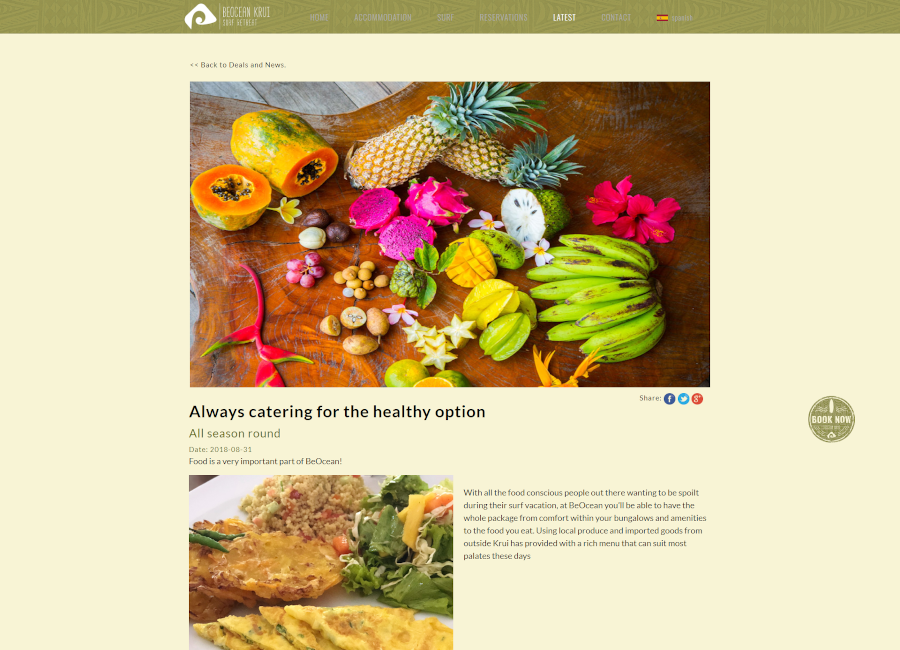 BEOCEAN KRUI
SURF RETREAT
HOME
ACCOMMODATION
SURF
RESERVATIONS
LATEST
CONTACT
Spanish
<< Back to Deals and News.
Share:
Always catering for the healthy option
All season round
Date: 2018-08-31
Food is a very important part of BeOcean!
With all the food conscious people out there wanting to be spoilt
during their surf vacation, at BeOcean you'll be able to have the
whole package from comfort within your bungalows and amenities
to the food you eat. Using local produce and imported goods from
outside Krui has provided with a rich menu that can suit most
palates these days
BOOK NOW